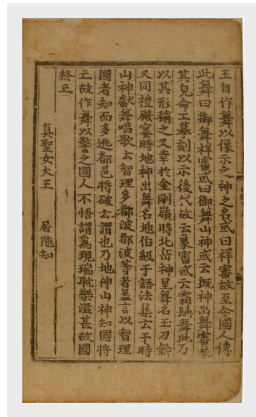 王自作舞以像示之神之名或曰祥審故至今國人傳
此舞曰御舞祥審或曰御舞山神或云旣神出舞審象
其皃命工摹刻以示後代故云象審或云霜髥舞此乃
以其形稱之又幸於金剛嶺時北岳神呈舞名玉刀鈐
又同禮殿宴時地神出舞名地伯級干語法集云于時
山神獻舞唱歌云智理多都波都波等者盖言以智理
國者知而多逃都邑將破云謂也乃地神山神知國將
亡故作舞以警之國人不悟謂爲現瑞耽樂滋甚故國
終亡
眞聖女大王 居陁知